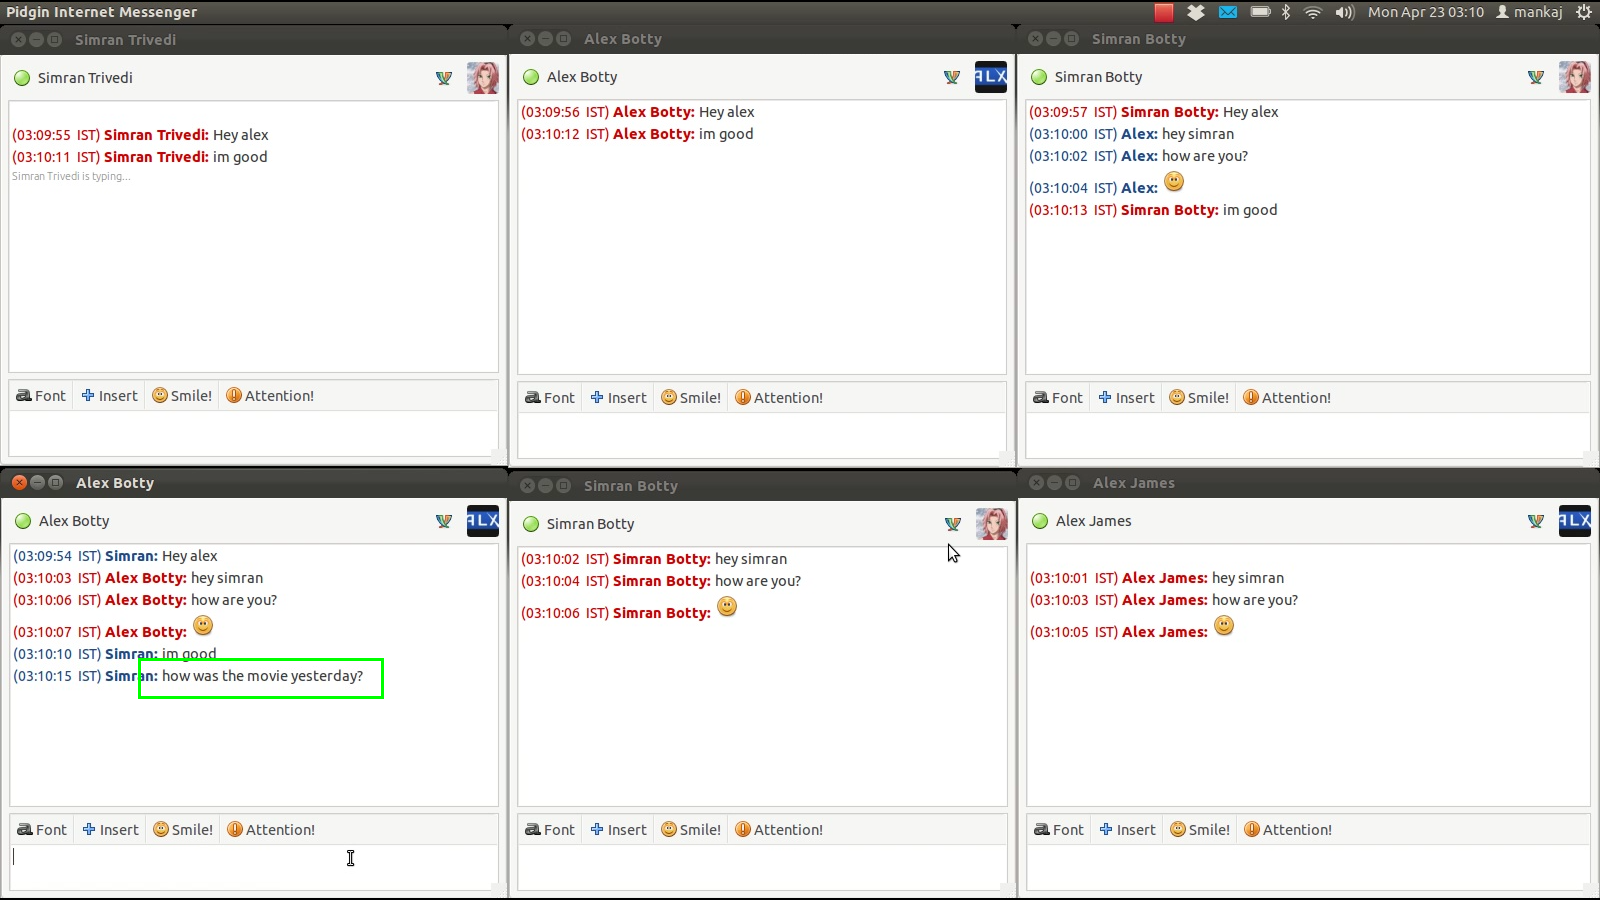 Pidgin Internet Messenger
Mon Apr 23 03:10 mankaj
Simran Trivedi
Simran Trivedi
(03:09:55 IST) Simran Trivedi: Hey alex
(03:10:11 IST) Simran Trivedi: im good
Simran Trivedi is typing...
Font Insert Smile! Attention!
Alex Botty
Alex Botty
ALX
(03:09:56 IST) Alex Botty: Hey alex
(03:10:12 IST) Alex Botty: im good
Font Insert Smile! Attention!
Simran Botty
Simran Botty
(03:09:57 IST) Simran Botty: Hey alex
(03:10:00 IST) Alex: hey simran
(03:10:02 IST) Alex: how are you?
(03:10:04 IST) Alex:
(03:10:13 IST) Simran Botty: im good
Font Insert Smile! Attention!
Alex Botty
Alex Botty
ALX
(03:09:54 IST) Simran: Hey alex
(03:10:03 IST) Alex Botty: hey simran
(03:10:06 IST) Alex Botty: how are you?
(03:10:07 IST) Alex Botty:
(03:10:10 IST) Simran: im good
(03:10:15 IST) Simran: how was the movie yesterday?
Font Insert Smile! Attention!
Simran Botty
Simran Botty
(03:10:02 IST) Simran Botty: hey simran
(03:10:04 IST) Simran Botty: how are you?
(03:10:06 IST) Simran Botty:
Font Insert Smile! Attention!
Alex James
Alex James
ALX
(03:10:01 IST) Alex James: hey simran
(03:10:03 IST) Alex James: how are you?
(03:10:05 IST) Alex James:
Font Insert Smile! Attention!